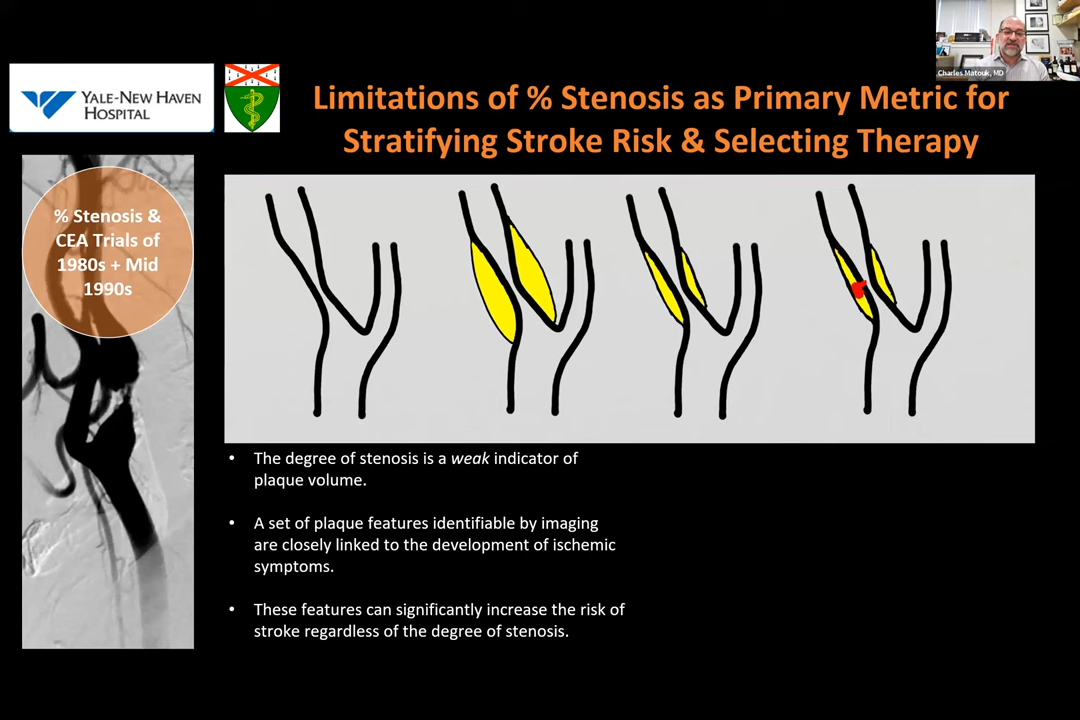 Charles Matouk, MD
YALE-NEW HAVEN
HOSPITAL
Limitations of % Stenosis as Primary Metric for
Stratifying Stroke Risk & Selecting Therapy
% Stenosis &
CEA Trials of
1980s + Mid
1990s
• The degree of stenosis is a weak indicator of
plaque volume.
• A set of plaque features identifiable by imaging
are closely linked to the development of ischemic
symptoms.
• These features can significantly increase the risk of
stroke regardless of the degree of stenosis.